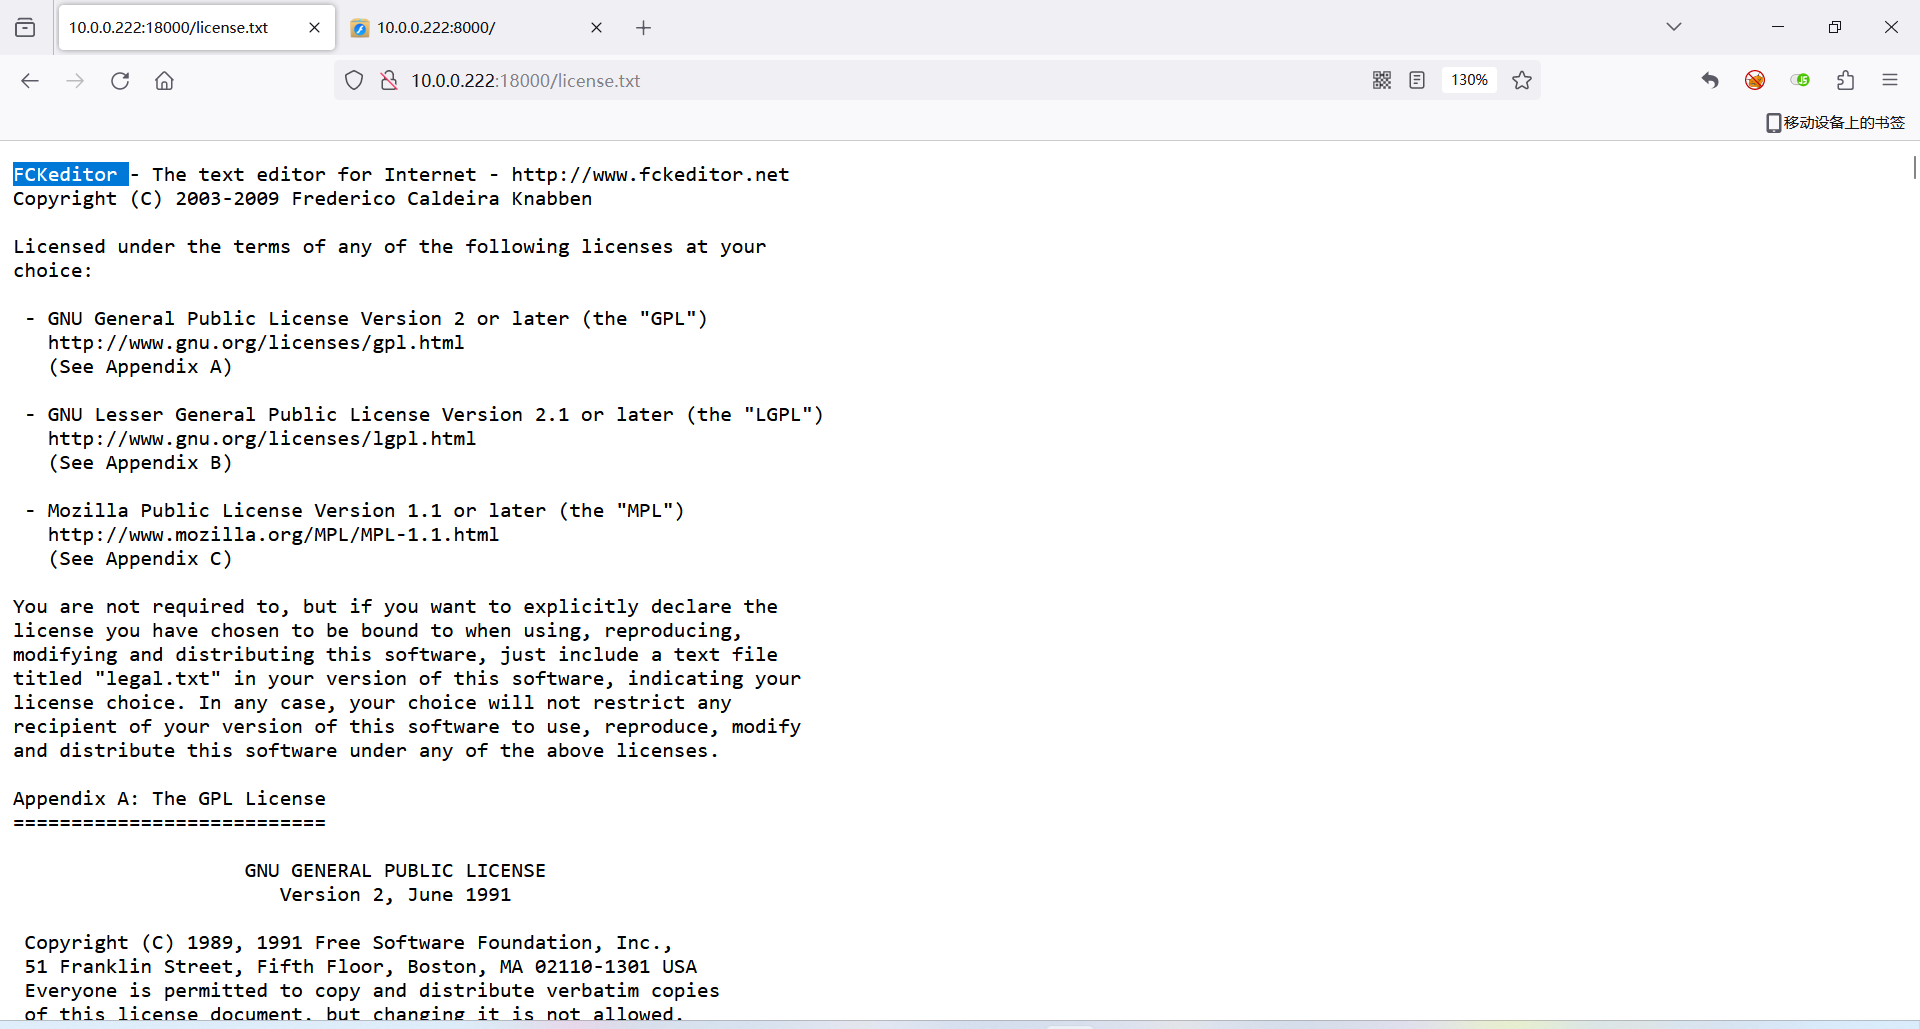 10.0.0.222:18000/license.txt
10.0.0.222:8000/
10.0.0.222:18000/license.txt
130%
JS
移动设备上的书签
FCKeditor - The text editor for Internet - http://www.fckeditor.net
Copyright (C) 2003-2009 Frederico Caldeira Knabben
Licensed under the terms of any of the following licenses at your
choice:
- GNU General Public License Version 2 or later (the "GPL")
http://www.gnu.org/licenses/gpl.html
(See Appendix A)
- GNU Lesser General Public License Version 2.1 or later (the "LGPL")
http://www.gnu.org/licenses/lgpl.html
(See Appendix B)
- Mozilla Public License Version 1.1 or later (the "MPL")
http://www.mozilla.org/MPL/MPL-1.1.html
(See Appendix C)
You are not required to, but if you want to explicitly declare the
license you have chosen to be bound to when using, reproducing,
modifying and distributing this software, just include a text file
titled "legal.txt" in your version of this software, indicating your
license choice. In any case, your choice will not restrict any
recipient of your version of this software to use, reproduce, modify
and distribute this software under any of the above licenses.
Appendix A: The GPL License
===========================
GNU GENERAL PUBLIC LICENSE
Version 2, June 1991
Copyright (C) 1989, 1991 Free Software Foundation, Inc.,
51 Franklin Street, Fifth Floor, Boston, MA 02110-1301 USA
Everyone is permitted to copy and distribute verbatim copies
of this license document, but changing it is not allowed.